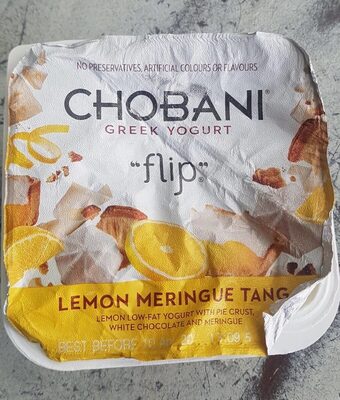 NO PRESERVATIVES, ARTIFICIAL COLOURS OR FLAVOURS
CHOBANI®
GREEK YOGURT
"flip"®
LEMON MERINGUE TANG
LEMON LOW-FAT YOGURT WITH PIE CRUST,
WHITE CHOCOLATE AND MERINGUE
BEST BEFORE